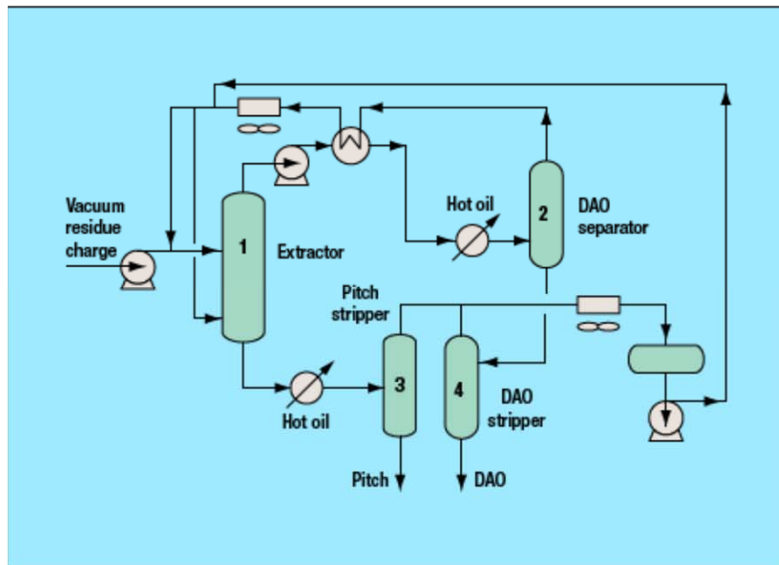 Hot oil
2
DAO
separator
Vacuum
residue
charge
1
Extractor
Pitch
stripper
3
4
DAO
stripper
Hot oil
Pitch
DAO